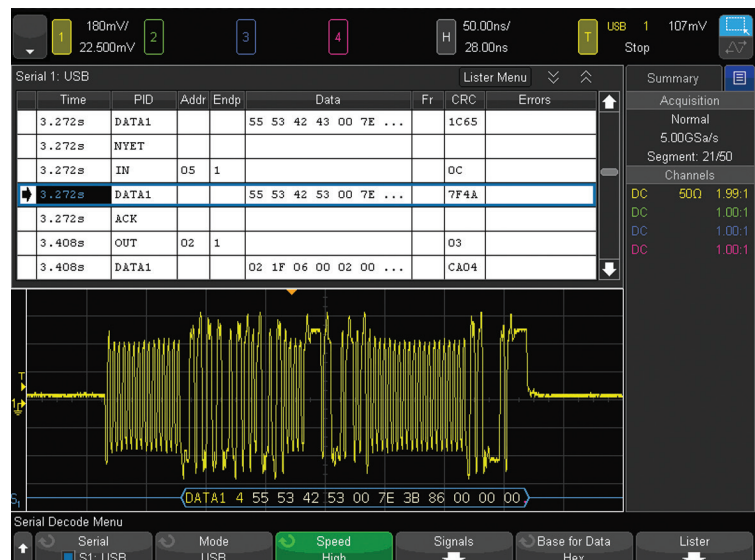 1 180mV/ 22.500mV 2 3 4 H 50.00ns/ 28.00ns T USB 1 107mV Stop
Serial 1: USB Lister Menu
Time PID Addr Endp Data Fr CRC Errors
3.272s DATA1 55 53 42 43 00 7E ... 1C65
3.272s NYET
3.272s IN 05 1 0C
3.272s DATA1 55 53 42 53 00 7E ... 7F4A
3.272s ACK
3.408s OUT 02 1 03
3.408s DATA1 02 1F 06 00 02 00 ... CA04
Summary
Acquisition
Normal
5.00GSa/s
Segment: 21/50
Channels
DC 50Ω 1.99:1
DC 1.00:1
DC 1.00:1
DC 1.00:1
T
1
S1 DATA1 4 55 53 42 53 00 7E 3B 86 00 00 00
Serial Decode Menu
Serial Mode Speed Signals Base for Data Lister
S1: USB USB High Hex